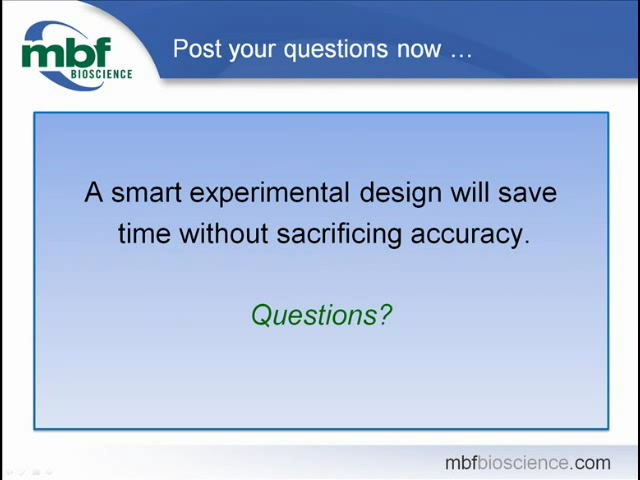 mbf
BIOSCIENCE
Post your questions now …
A smart experimental design will save
time without sacrificing accuracy.
Questions?
mbfbioscience.com